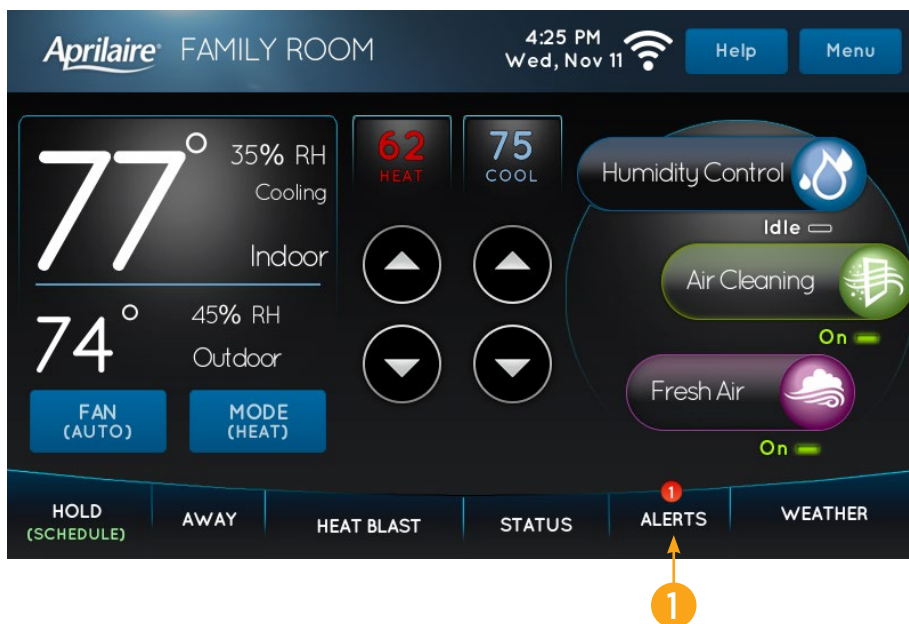 Aprilaire® FAMILY ROOM
4:25 PM
Wed, Nov 11
Help
Menu
77°
35% RH
Cooling
Indoor
74°
45% RH
Outdoor
FAN
(AUTO)
MODE
(HEAT)
62
HEAT
75
COOL
Humidity Control
Idle
Air Cleaning
On
Fresh Air
On
HOLD
(SCHEDULE)
AWAY
HEAT BLAST
STATUS
1
ALERTS
WEATHER
1